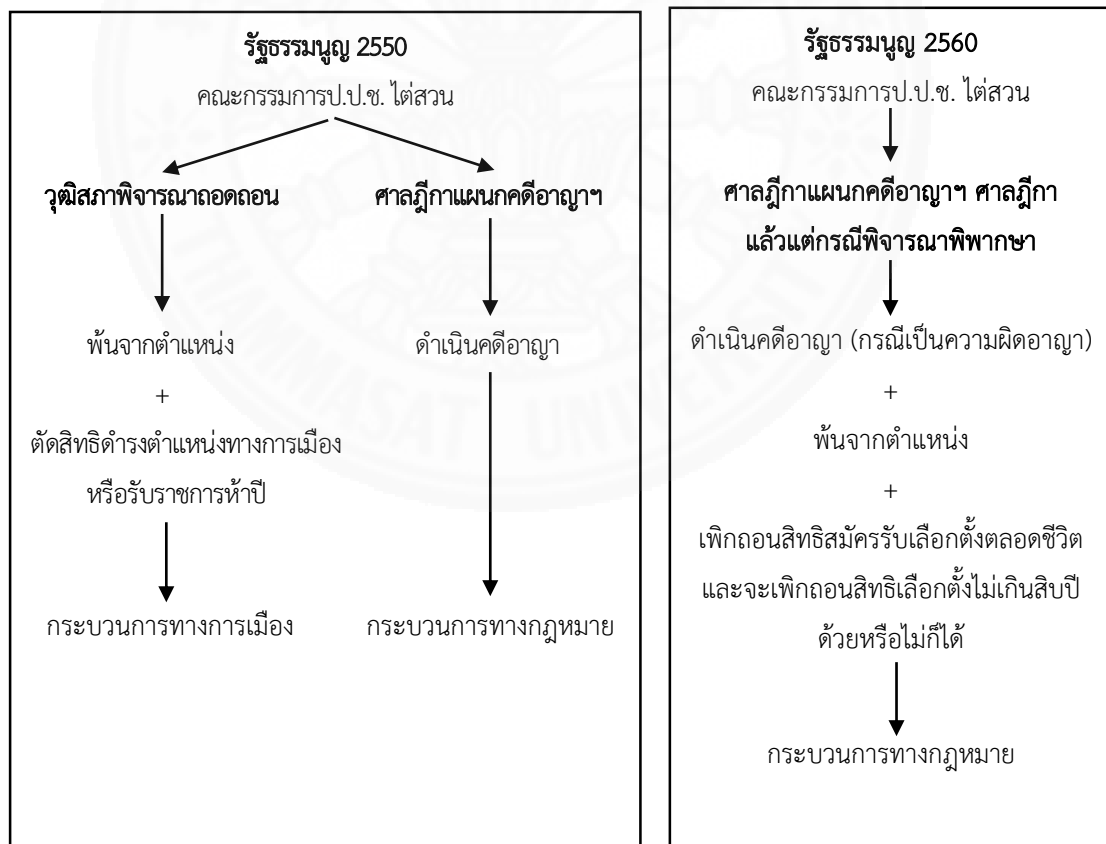 รัฐธรรมนูญ 2550
คณะกรรมการป.ป.ช. ไต่สวน
วุฒิสภาพิจารณาถอดถอน
ศาลฎีกาแผนกคดีอาญาฯ
พ้นจากตำแหน่ง
ดำเนินคดีอาญา
+
ตัดสิทธิดำรงตำแหน่งทางการเมือง
หรือรับราชการห้าปี
กระบวนการทางการเมือง
กระบวนการทางกฎหมาย
รัฐธรรมนูญ 2560
คณะกรรมการป.ป.ช. ไต่สวน
ศาลฎีกาแผนกคดีอาญาฯ ศาลฎีกา
แล้วแต่กรณีพิจารณาพิพากษา
ดำเนินคดีอาญา (กรณีเป็นความผิดอาญา)
+
พ้นจากตำแหน่ง
+
เพิกถอนสิทธิสมัครรับเลือกตั้งตลอดชีวิต
และจะเพิกถอนสิทธิเลือกตั้งไม่เกินสิบปี
ด้วยหรือไม่ก็ได้
กระบวนการทางกฎหมาย
THAMMASAT UNIVERSITY